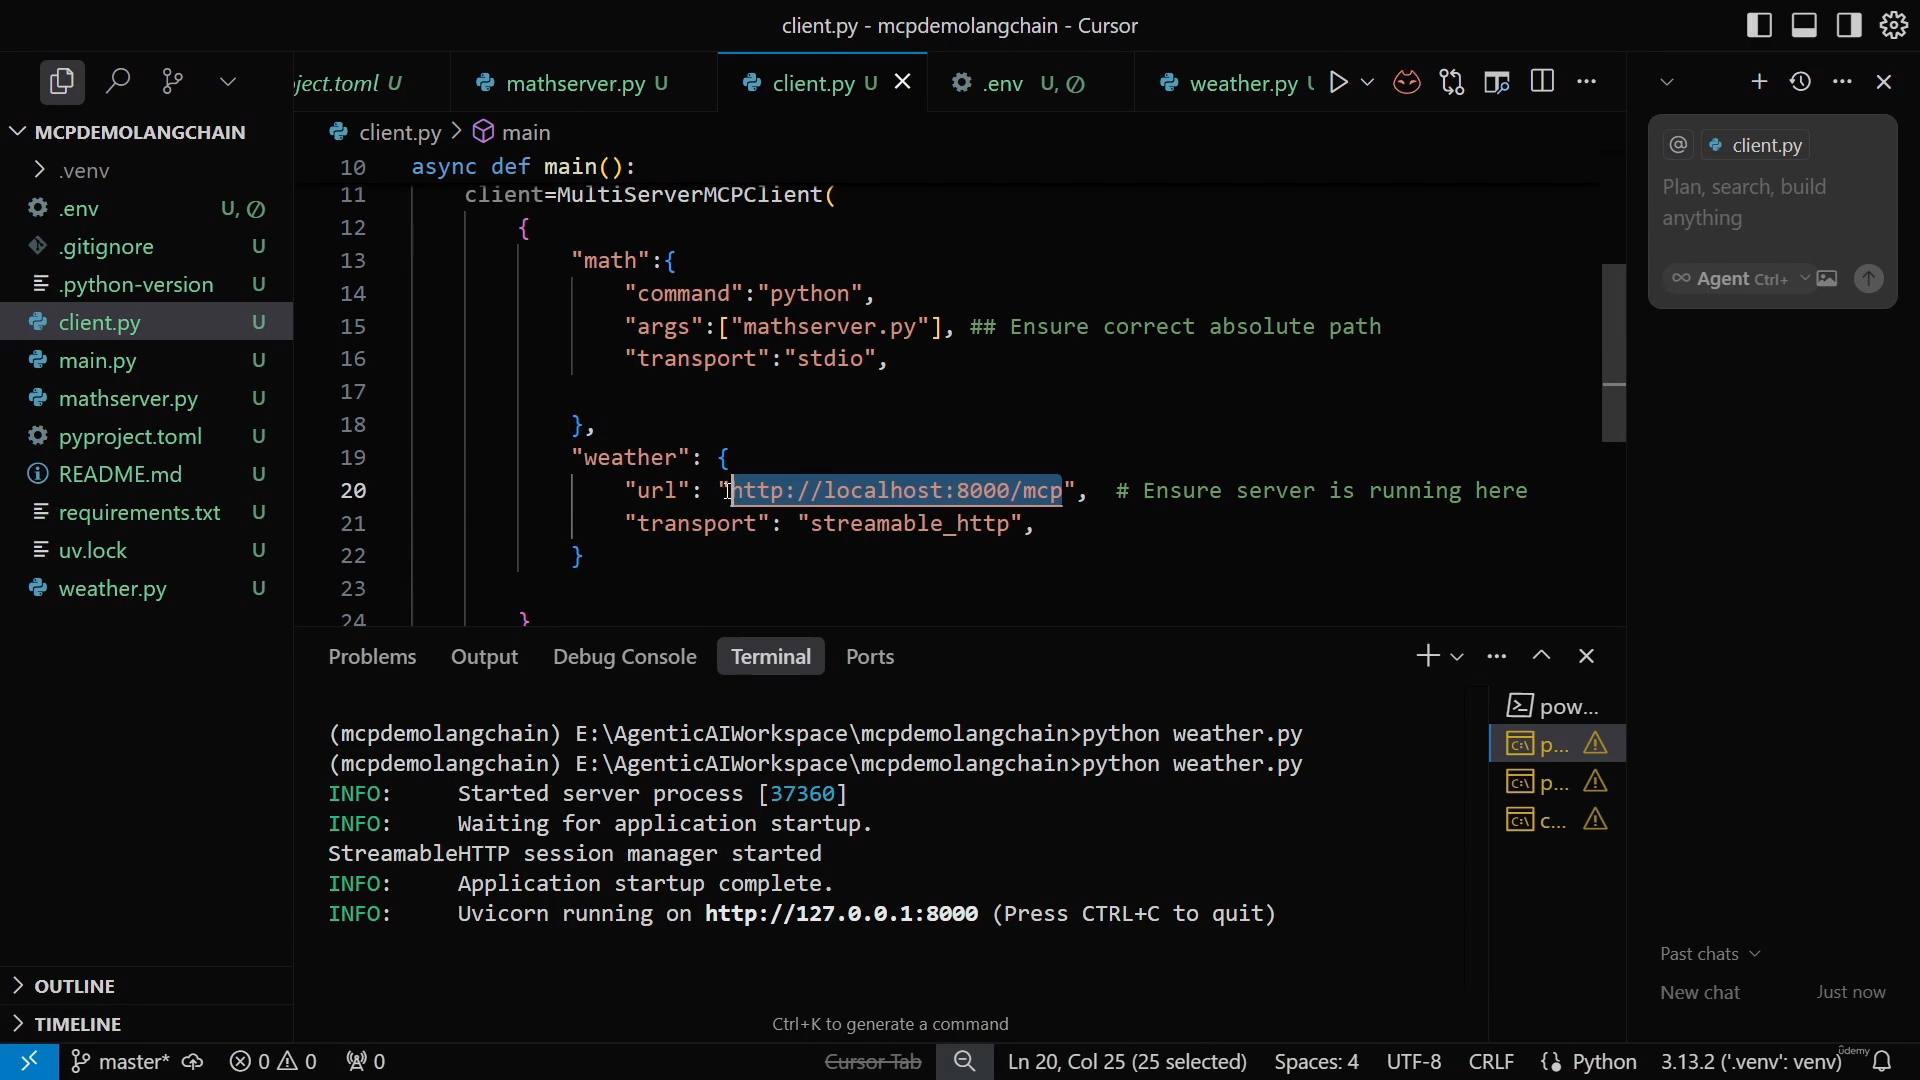 client.py - mcpdemolangchain - Cursor
ject.toml U
mathserver.py U
client.py U
.env U,
weather.py
MCPDEMOLANGCHAIN
.venv
.env U,
.gitignore U
.python-version U
client.py U
main.py U
mathserver.py U
pyproject.toml U
README.md U
requirements.txt U
uv.lock U
weather.py U
OUTLINE
TIMELINE
client.py > main
10 async def main():
11 client=MultiServerMCPClient(
12 {
13 "math":{
14 "command":"python",
15 "args":["mathserver.py"], ## Ensure correct absolute path
16 "transport":"stdio",
17
18 },
19 "weather": {
20 "url": "http://localhost:8000/mcp", # Ensure server is running here
21 "transport": "streamable_http",
22 }
23
24 }
Problems Output Debug Console Terminal Ports
(mcpdemolangchain) E:\AgenticAIWorkspace\mcpdemolangchain>python weather.py
(mcpdemolangchain) E:\AgenticAIWorkspace\mcpdemolangchain>python weather.py
INFO: Started server process [37360]
INFO: Waiting for application startup.
StreamableHTTP session manager started
INFO: Application startup complete.
INFO: Uvicorn running on http://127.0.0.1:8000 (Press CTRL+C to quit)
Ctrl+K to generate a command
pow...
p...
p...
c...
@ client.py
Plan, search, build
anything
∞ Agent Ctrl+
Past chats
New chat Just now
master* 0 0 0
Cursor Tab
Ln 20, Col 25 (25 selected) Spaces: 4 UTF-8 CRLF {} Python 3.13.2 ('.venv': venv)
udemy